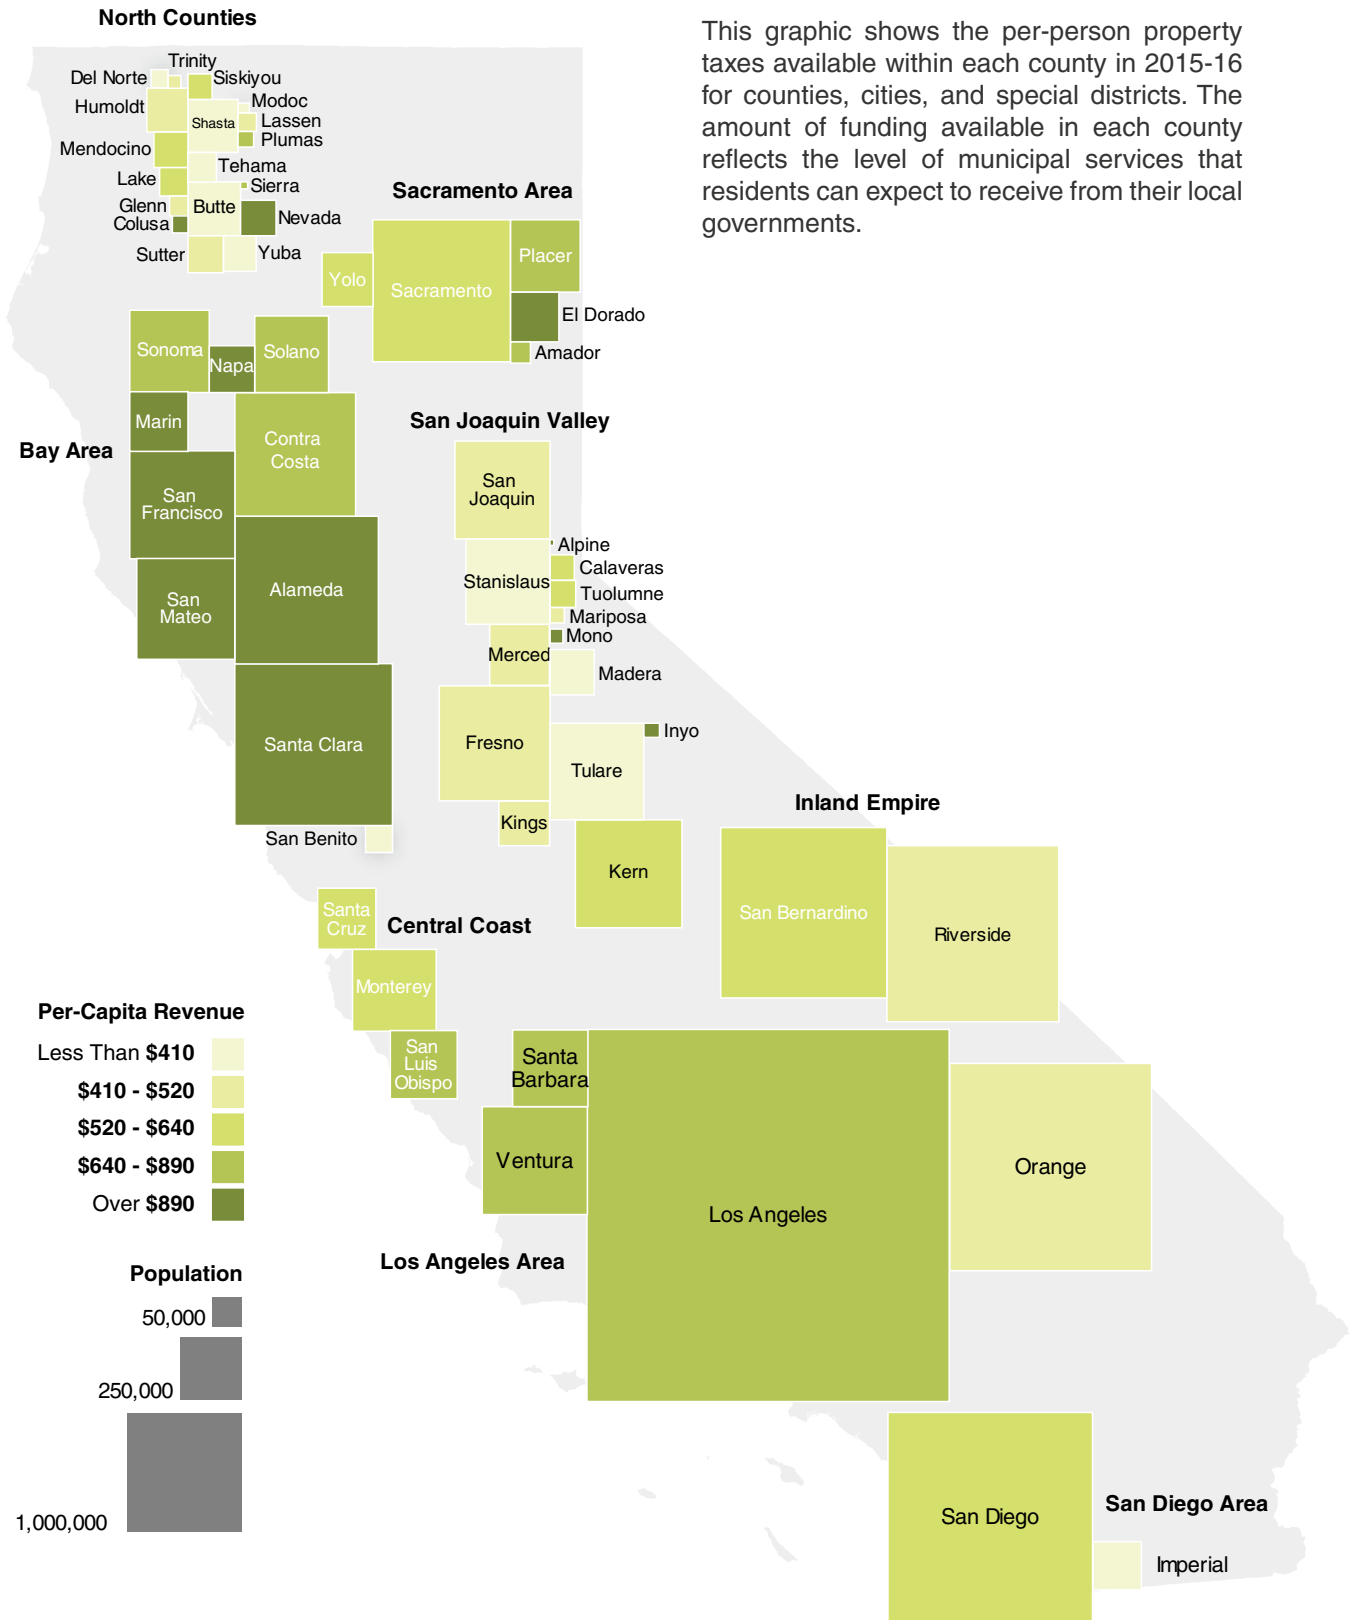 North Counties
This graphic shows the per-person property
taxes available within each county in 2015-16
for counties, cities, and special districts. The
amount of funding available in each county
reflects the level of municipal services that
residents can expect to receive from their local
governments.
Trinity
Del Norte
Siskiyou
Humoldt
Modoc
Shasta
Lassen
Plumas
Mendocino
Tehama
Lake
Sierra
Glenn
Butte
Nevada
Colusa
Sutter
Yuba
Sacramento Area
Placer
Yolo
Sacramento
El Dorado
Amador
Sonoma
Napa
Solano
Marin
Bay Area
Contra
Costa
San
Francisco
Alameda
San
Mateo
Santa Clara
San Benito
San Joaquin Valley
San
Joaquin
Alpine
Stanislaus
Calaveras
Tuolumne
Mariposa
Mono
Merced
Madera
Fresno
Inyo
Tulare
Kings
Kern
Inland Empire
San Bernardino
Riverside
Santa
Cruz
Central Coast
Monterey
San
Luis
Obispo
Santa
Barbara
Ventura
Los Angeles
Orange
Los Angeles Area
San Diego
San Diego Area
Imperial
Per-Capita Revenue
Less Than $410
$410 - $520
$520 - $640
$640 - $890
Over $890
Population
50,000
250,000
1,000,000